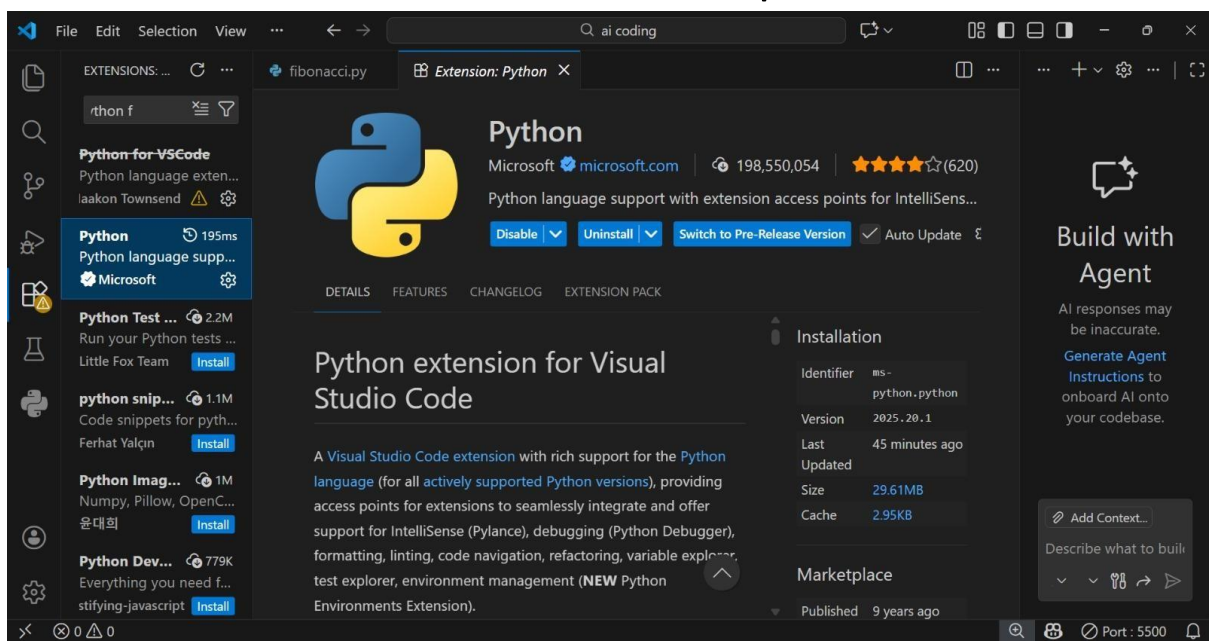 File Edit Selection View ... ai coding
EXTENSIONS: ...
fibonacci.py Extension: Python
thon f
Python for VSCode
Python language exten...
laakon Townsend
Python 195ms
Python language supp...
Microsoft
Python Test ... 2.2M
Run your Python tests ...
Little Fox Team Install
python snip... 1.1M
Code snippets for pyth...
Ferhat Yalçın Install
Python Imag... 1M
Numpy, Pillow, OpenC...
윤대희 Install
Python Dev... 779K
Everything you need f...
stifying-javascript Install
Python
Microsoft microsoft.com 198,550,054 (620)
Python language support with extension access points for IntelliSens...
Disable Uninstall Switch to Pre-Release Version Auto Update
DETAILS FEATURES CHANGELOG EXTENSION PACK
Python extension for Visual
Studio Code
A Visual Studio Code extension with rich support for the Python
language (for all actively supported Python versions), providing
access points for extensions to seamlessly integrate and offer
support for IntelliSense (Pylance), debugging (Python Debugger),
formatting, linting, code navigation, refactoring, variable explorer,
test explorer, environment management (NEW Python
Environments Extension).
Installation
Identifier ms-
python.python
Version 2025.20.1
Last 45 minutes ago
Updated
Size 29.61MB
Cache 2.95KB
Marketplace
Published 9 years ago
Build with
Agent
AI responses may
be inaccurate.
Generate Agent
Instructions to
onboard AI onto
your codebase.
Add Context...
Describe what to buil
0 0 Port : 5500